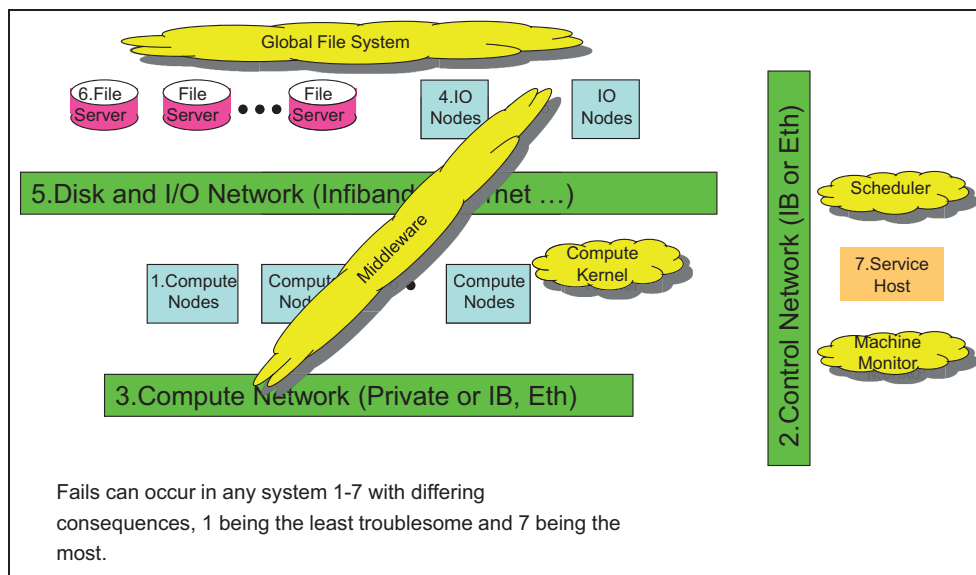 Global File System
6.File
Server
File
Server
File
Server
4.IO
Nodes
IO
Nodes
5.Disk and I/O Network (Infiniband rnet …)
Middleware
1.Compute
Nodes
Compu
Nod
Compute
Nodes
Compute
Kernel
3.Compute Network (Private or IB, Eth)
2.Control Network (IB or Eth)
Scheduler
7.Service
Host
Machine
Monitor
Fails can occur in any system 1-7 with differing
consequences, 1 being the least troublesome and 7 being the
most.